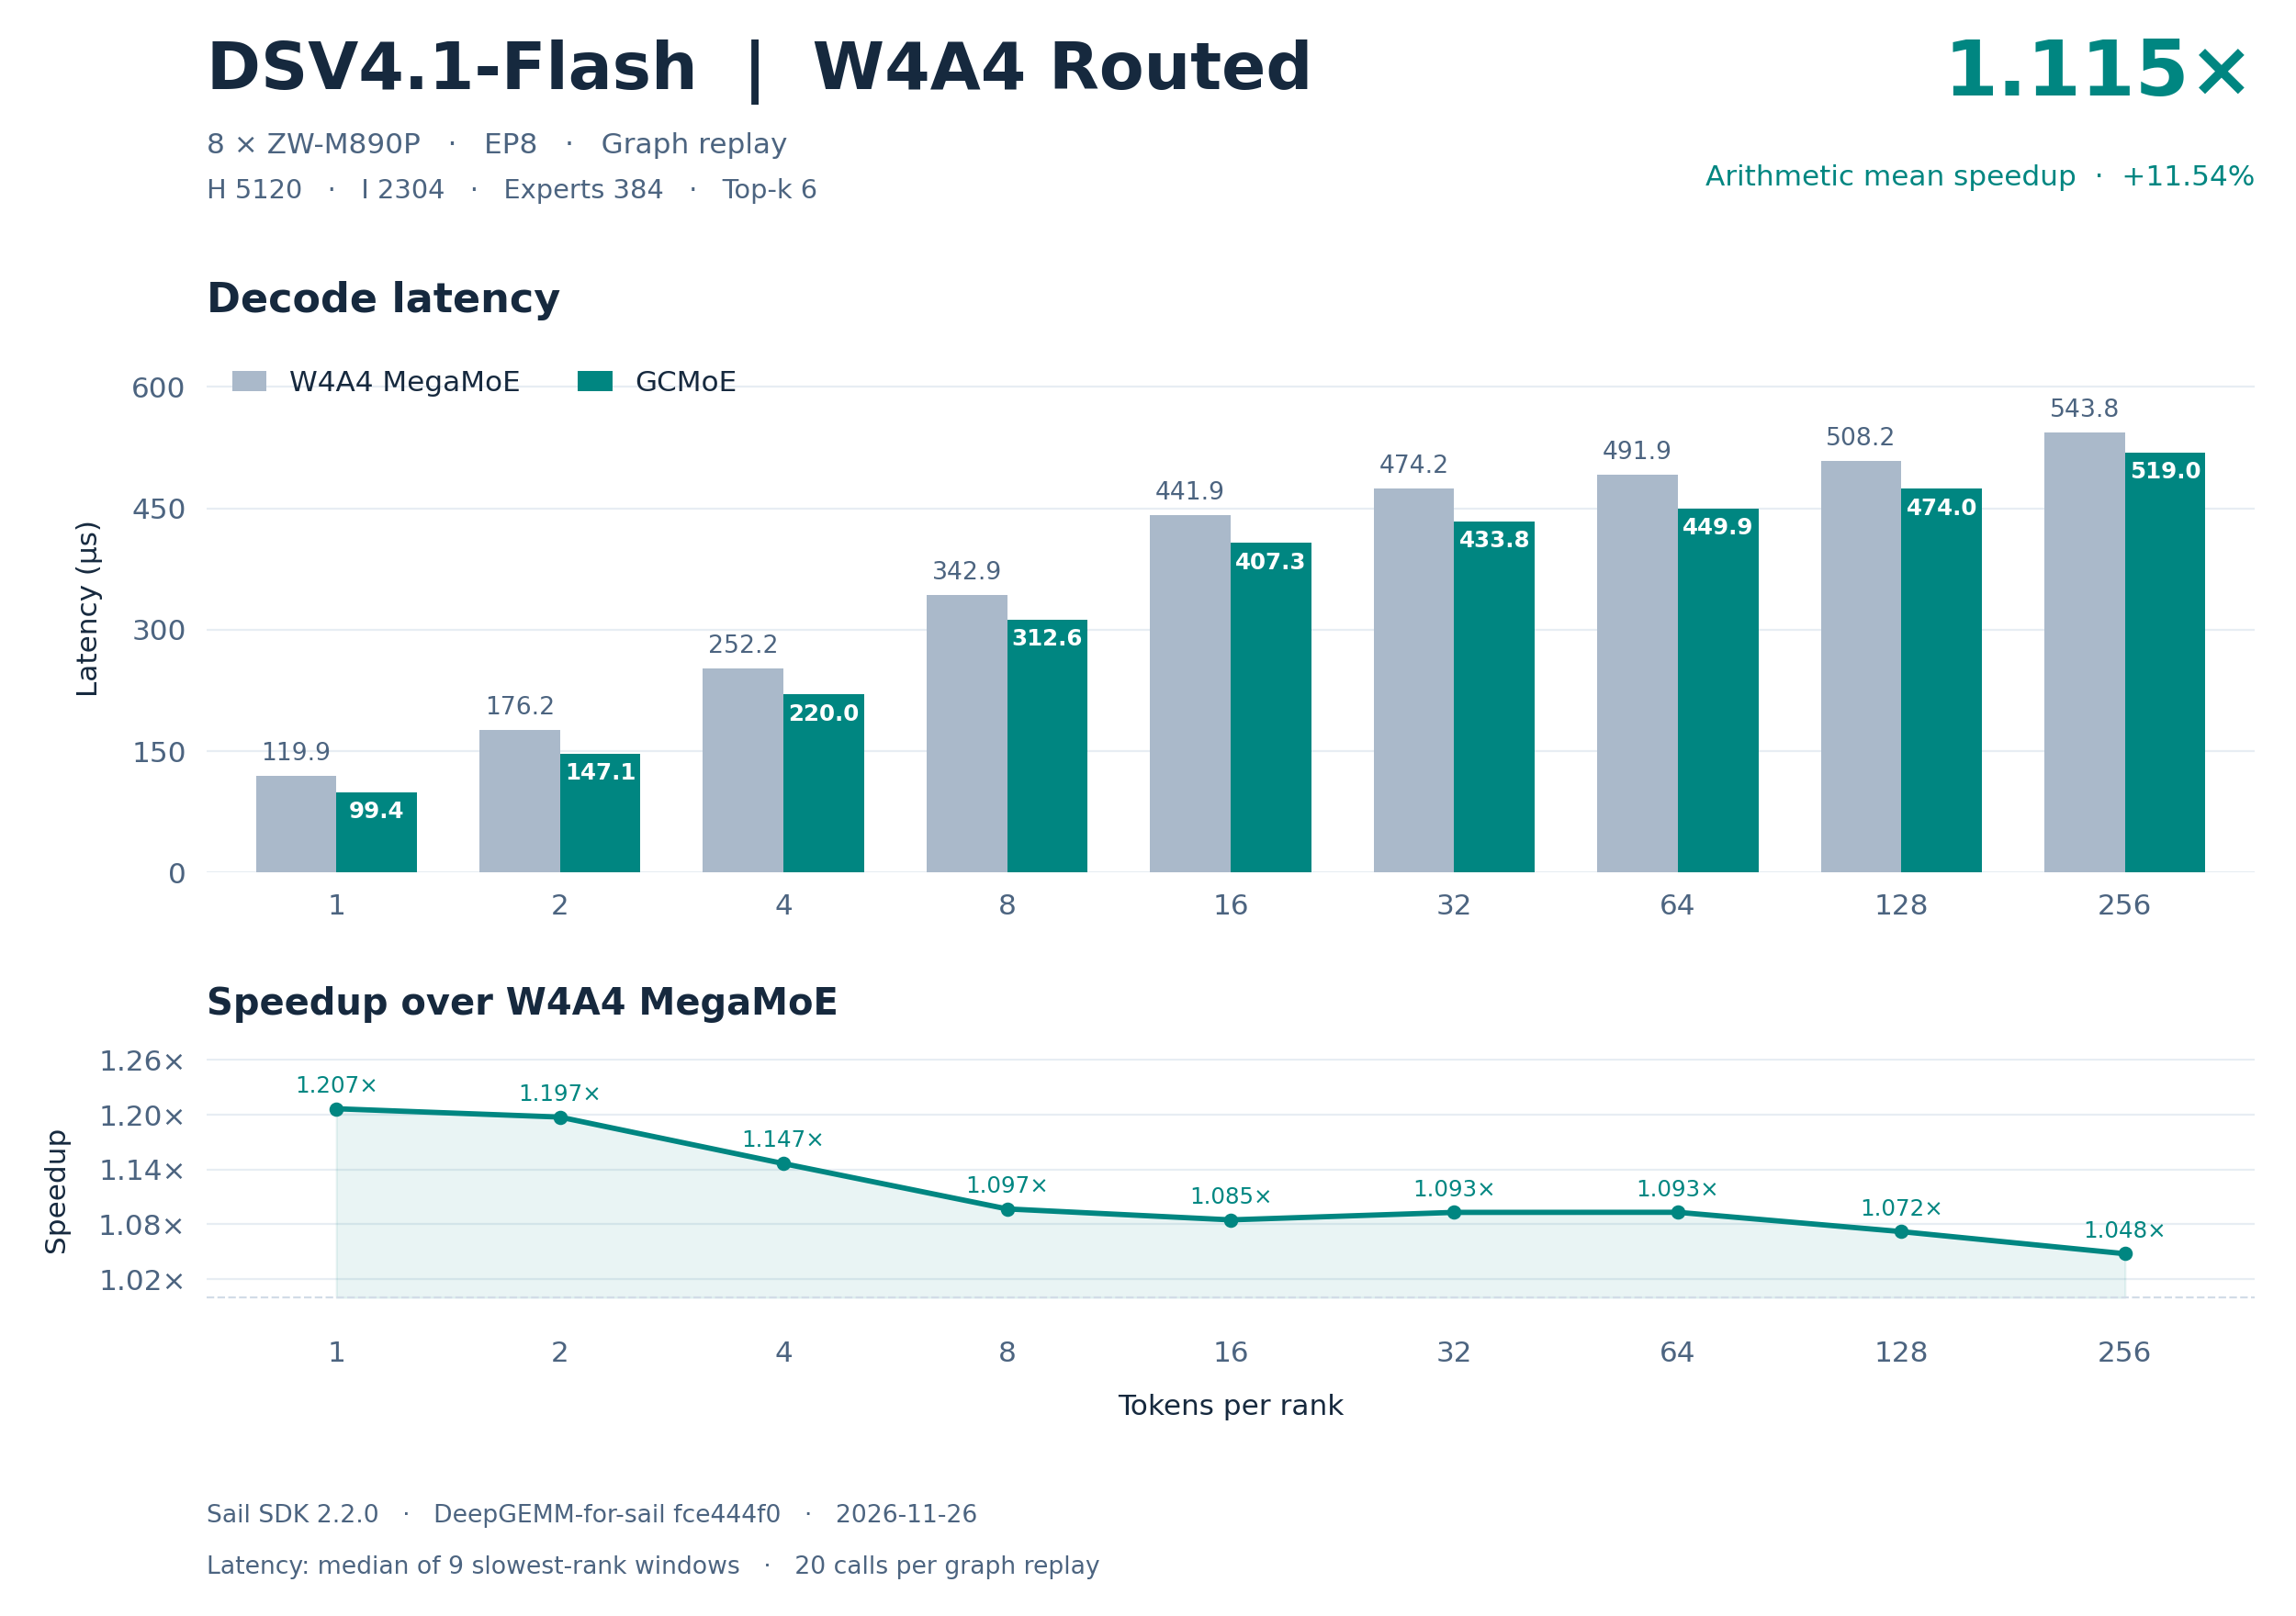 DSV4.1-Flash | W4A4 Routed
1.115×
8 × ZW-M890P · EP8 · Graph replay
H 5120 · I 2304 · Experts 384 · Top-k 6
Arithmetic mean speedup · +11.54%
Decode latency
W4A4 MegaMoE
GCMoE
Latency (µs)
600
450
300
150
0
119.9
99.4
176.2
147.1
252.2
220.0
342.9
312.6
441.9
407.3
474.2
433.8
491.9
449.9
508.2
474.0
543.8
519.0
1 2 4 8 16 32 64 128 256
Speedup over W4A4 MegaMoE
Speedup
1.26×
1.20×
1.14×
1.08×
1.02×
1.207×
1.197×
1.147×
1.097×
1.085×
1.093×
1.093×
1.072×
1.048×
1 2 4 8 16 32 64 128 256
Tokens per rank
Sail SDK 2.2.0 · DeepGEMM-for-sail fce444f0 · 2026-11-26
Latency: median of 9 slowest-rank windows · 20 calls per graph replay